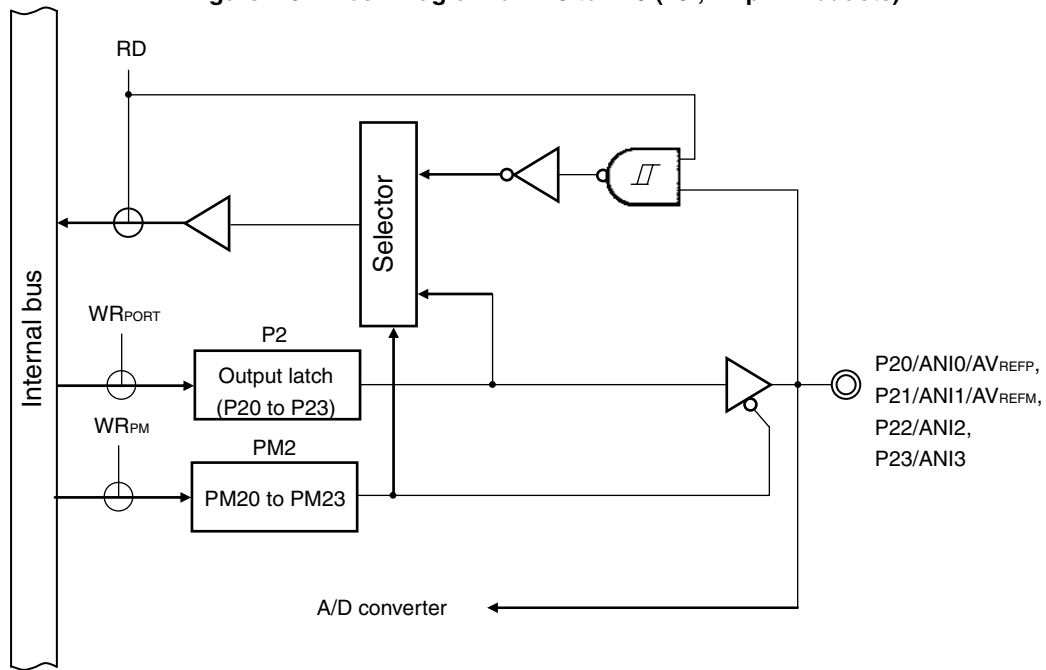 RD
Selector
Internal bus
WRPORT
P2
Output latch
(P20 to P23)
WRPM
PM2
PM20 to PM23
P20/ANI0/AVREFP,
P21/ANI1/AVREFM,
P22/ANI2,
P23/ANI3
A/D converter